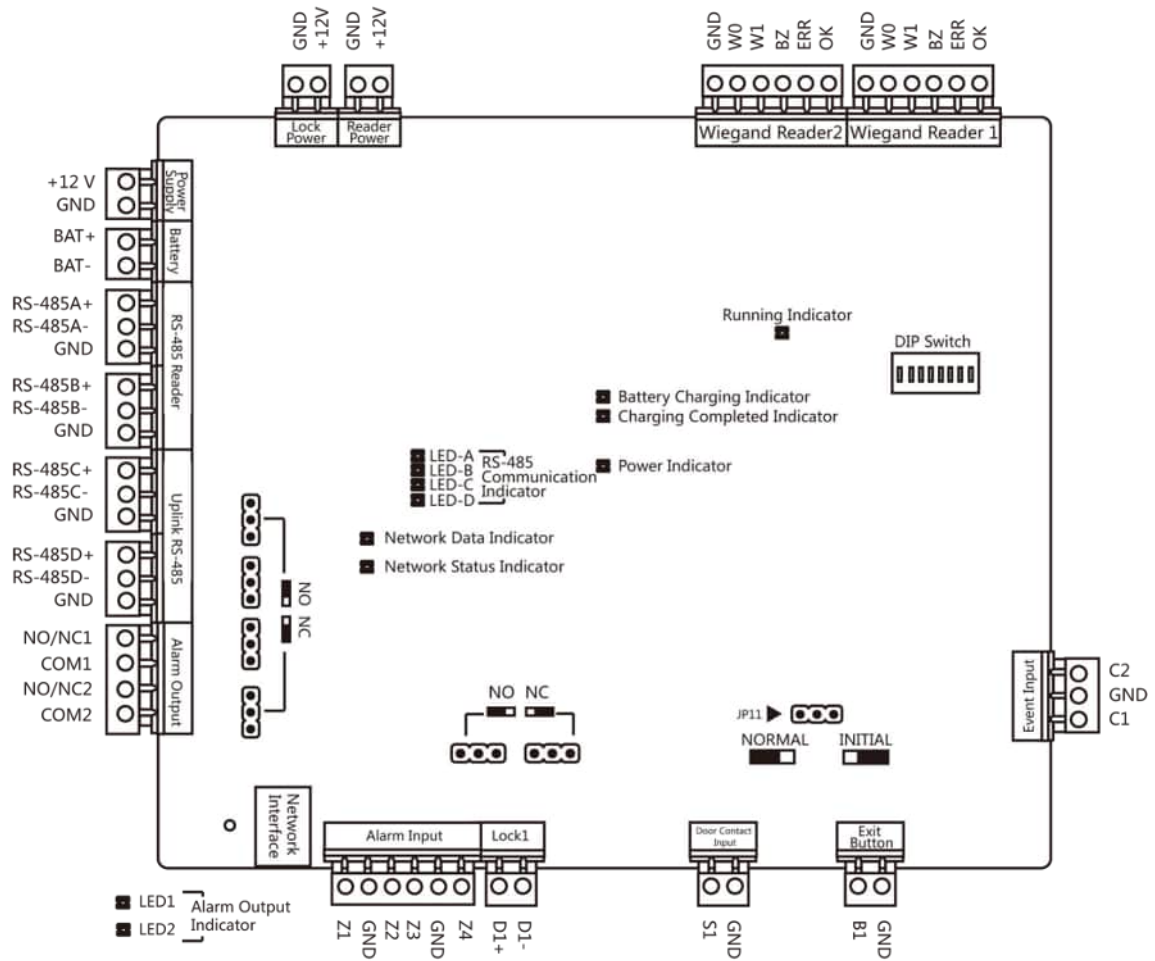 GND
+12V
GND
+12V
GND
W0
W1
BZ
ERR
OK
GND
W0
W1
BZ
ERR
OK
Lock
Power
Reader
Power
Wiegand Reader2
Wiegand Reader 1
+12 V
GND
Power
Supply
BAT+
BAT-
Battery
RS-485A+
RS-485A-
GND
RS-485B+
RS-485B-
GND
RS-485 Reader
RS-485C+
RS-485C-
GND
RS-485D+
RS-485D-
GND
Uplink RS-485
NO/NC1
COM1
NO/NC2
COM2
Alarm Output
Running Indicator
DIP Switch
Battery Charging Indicator
Charging Completed Indicator
Power Indicator
LED-A
LED-B
LED-C
LED-D
RS-485
Communication
Indicator
Network Data Indicator
Network Status Indicator
NO
NC
NO NC
JP11
NORMAL
INITIAL
Event Input
C2
GND
C1
Network
Interface
Alarm Input
Lock1
Door Contact
Input
Exit
Button
LED1
LED2
Alarm Output
Indicator
Z1
GND
Z2
Z3
GND
Z4
D1+
D1-
S1
GND
B1
GND